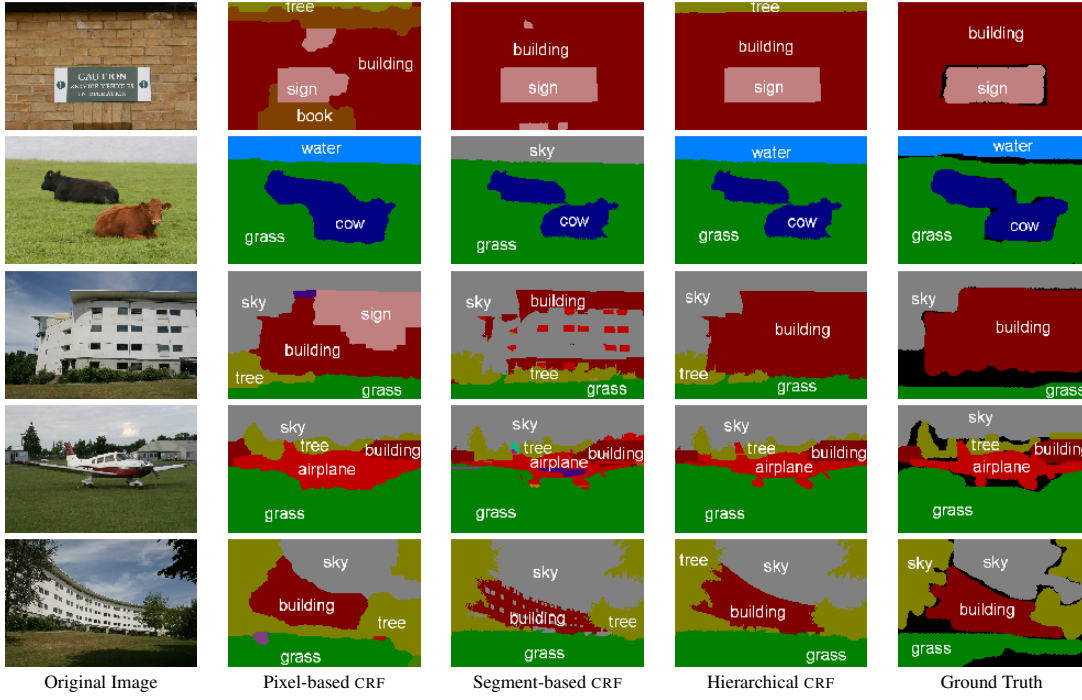 tree
building
sign
book
building
sign
tree
building
sign
building
sign
CAUTION
SERVICE VEHICLES
IN OPERATION
water
cow
grass
sky
cow
grass
water
cow
grass
water
cow
grass
sky
sign
building
tree
grass
sky
building
tree
grass
sky
building
tree
grass
sky
building
grass
sky
tree
building
airplane
grass
sky
tree
building
airplane
grass
sky
tree
building
airplane
grass
sky
tree
building
airplane
grass
sky
building
tree
grass
sky
building
tree
grass
tree
sky
building
grass
sky
sky
building
grass
Original Image
Pixel-based CRF
Segment-based CRF
Hierarchical CRF
Ground Truth